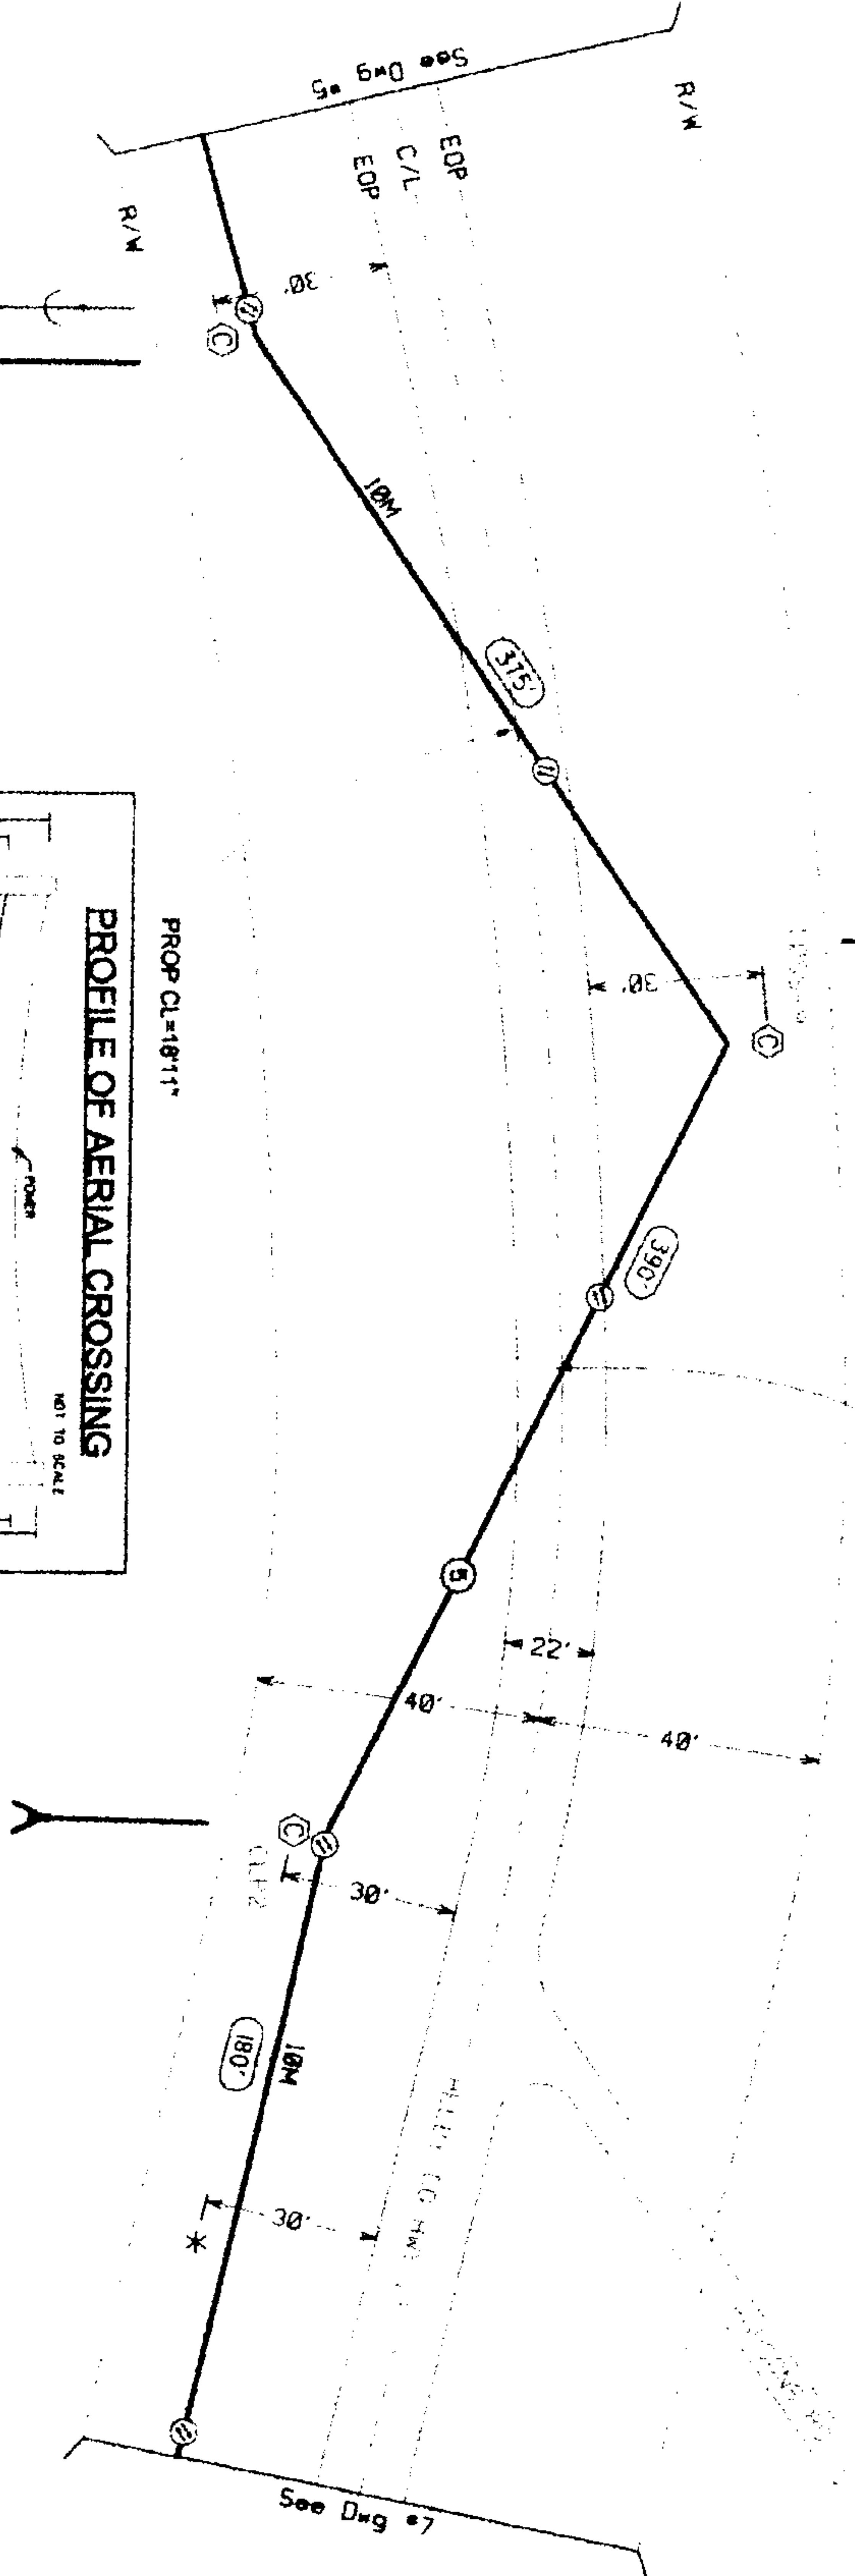 See Dwg #5
R/W
EOP
C/L
EOP
R/W
30'
C
10M
375'
30'
C
PROP CL=18'11"
PROFILE OF AERIAL CROSSING
POWER
NOT TO SCALE
390'
22'
40'
40'
C
30'
10M
180'
30'
See Dwg #7